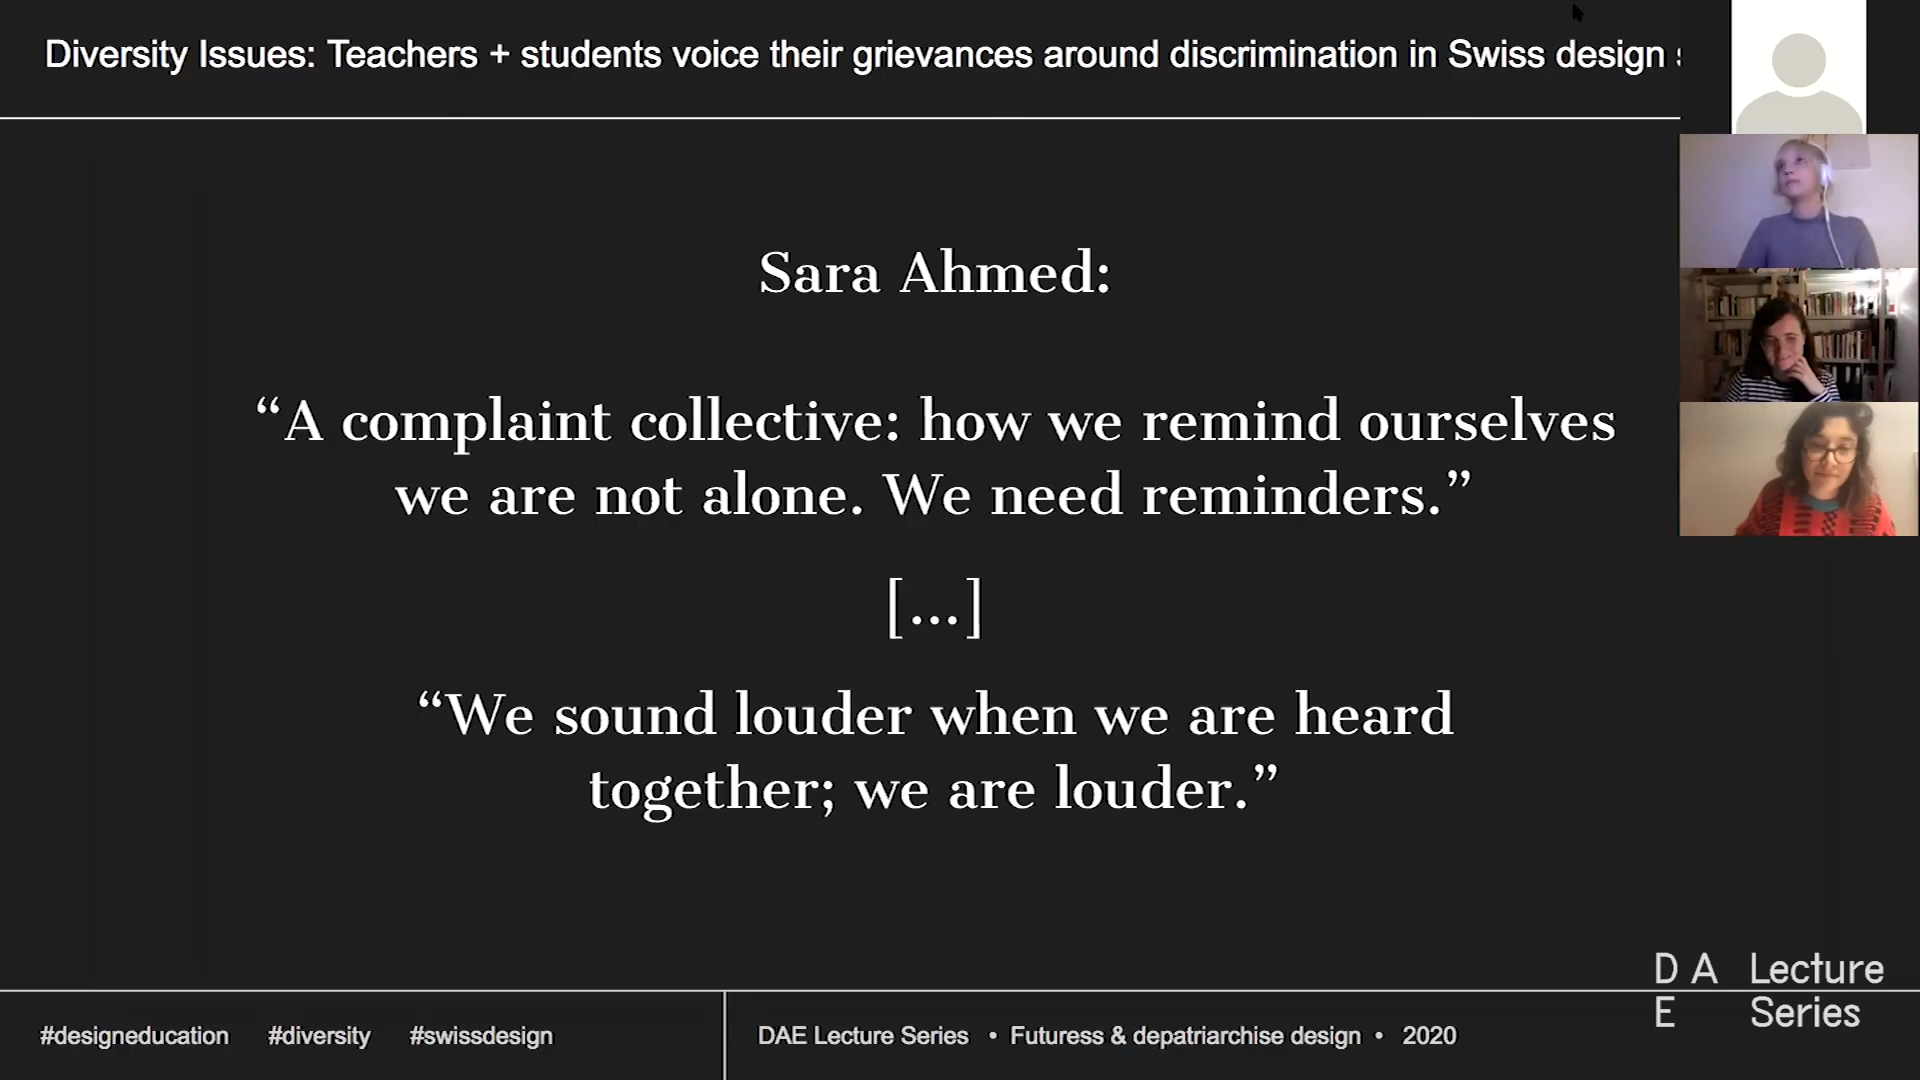 Diversity Issues: Teachers + students voice their grievances around discrimination in Swiss design
Sara Ahmed:
“A complaint collective: how we remind ourselves
we are not alone. We need reminders.”
[...]
“We sound louder when we are heard
together; we are louder.”
D A Lecture
E Series
#designeducation #diversity #swissdesign
DAE Lecture Series • Futuress & depatriarchise design • 2020